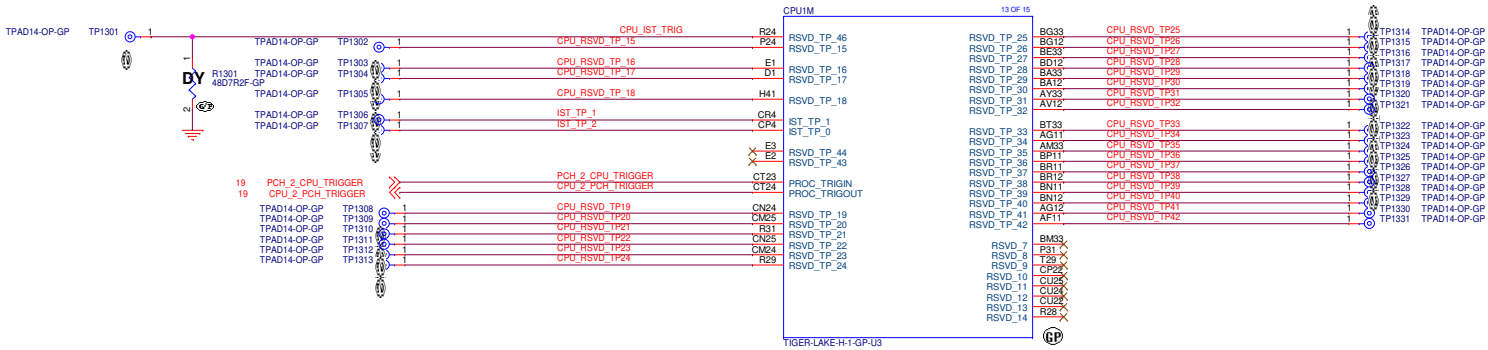 CPU1M 13 OF 15
TPAD14-OP-GP TP1301 1 CPU_IST_TRIG R24 RSVD_TP_46
TPAD14-OP-GP TP1302 1 CPU_RSVD_TP_15 P24 RSVD_TP_15
TPAD14-OP-GP TP1303 1 CPU_RSVD_TP_16 E1 RSVD_TP_16
TPAD14-OP-GP TP1304 1 CPU_RSVD_TP_17 D1 RSVD_TP_17
1 DY R1301 48D7R2F-GP 2 GP
TPAD14-OP-GP TP1305 1 CPU_RSVD_TP_18 H41 RSVD_TP_18
TPAD14-OP-GP TP1306 1 IST_TP_1 CR4 IST_TP_1
TPAD14-OP-GP TP1307 1 IST_TP_2 CP4 IST_TP_0
E3 RSVD_TP_44
E2 RSVD_TP_43
19 PCH_2_CPU_TRIGGER PCH_2_CPU_TRIGGER CT23 PROC_TRIGIN
19 CPU_2_PCH_TRIGGER CPU_2_PCH_TRIGGER CT24 PROC_TRIGOUT
TPAD14-OP-GP TP1308 1 CPU_RSVD_TP19 CN24 RSVD_TP_19
TPAD14-OP-GP TP1309 1 CPU_RSVD_TP20 CM25 RSVD_TP_20
TPAD14-OP-GP TP1310 1 CPU_RSVD_TP21 R31 RSVD_TP_21
TPAD14-OP-GP TP1311 1 CPU_RSVD_TP22 CN25 RSVD_TP_22
TPAD14-OP-GP TP1312 1 CPU_RSVD_TP23 CM24 RSVD_TP_23
TPAD14-OP-GP TP1313 1 CPU_RSVD_TP24 R29 RSVD_TP_24
RSVD_TP_25 BG33 CPU_RSVD_TP25 1 TP1314 TPAD14-OP-GP
RSVD_TP_26 BG12 CPU_RSVD_TP26 1 TP1315 TPAD14-OP-GP
RSVD_TP_27 BE33 CPU_RSVD_TP27 1 TP1316 TPAD14-OP-GP
RSVD_TP_28 BD12 CPU_RSVD_TP28 1 TP1317 TPAD14-OP-GP
RSVD_TP_29 BA33 CPU_RSVD_TP29 1 TP1318 TPAD14-OP-GP
RSVD_TP_30 BA12 CPU_RSVD_TP30 1 TP1319 TPAD14-OP-GP
RSVD_TP_31 AY33 CPU_RSVD_TP31 1 TP1320 TPAD14-OP-GP
RSVD_TP_32 AV12 CPU_RSVD_TP32 1 TP1321 TPAD14-OP-GP
RSVD_TP_33 BT33 CPU_RSVD_TP33 1 TP1322 TPAD14-OP-GP
RSVD_TP_34 AG11 CPU_RSVD_TP34 1 TP1323 TPAD14-OP-GP
RSVD_TP_35 AM33 CPU_RSVD_TP35 1 TP1324 TPAD14-OP-GP
RSVD_TP_36 BP11 CPU_RSVD_TP36 1 TP1325 TPAD14-OP-GP
RSVD_TP_37 BR11 CPU_RSVD_TP37 1 TP1326 TPAD14-OP-GP
RSVD_TP_38 BR12 CPU_RSVD_TP38 1 TP1327 TPAD14-OP-GP
RSVD_TP_39 BN11 CPU_RSVD_TP39 1 TP1328 TPAD14-OP-GP
RSVD_TP_40 BN12 CPU_RSVD_TP40 1 TP1329 TPAD14-OP-GP
RSVD_TP_41 AG12 CPU_RSVD_TP41 1 TP1330 TPAD14-OP-GP
RSVD_TP_42 AF11 CPU_RSVD_TP42 1 TP1331 TPAD14-OP-GP
RSVD_7 BM33
RSVD_8 P31
RSVD_9 T29
RSVD_10 CP22
RSVD_11 CU25
RSVD_12 CU24
RSVD_13 CU22
RSVD_14 R28
GP
TIGER-LAKE-H-1-GP-U3